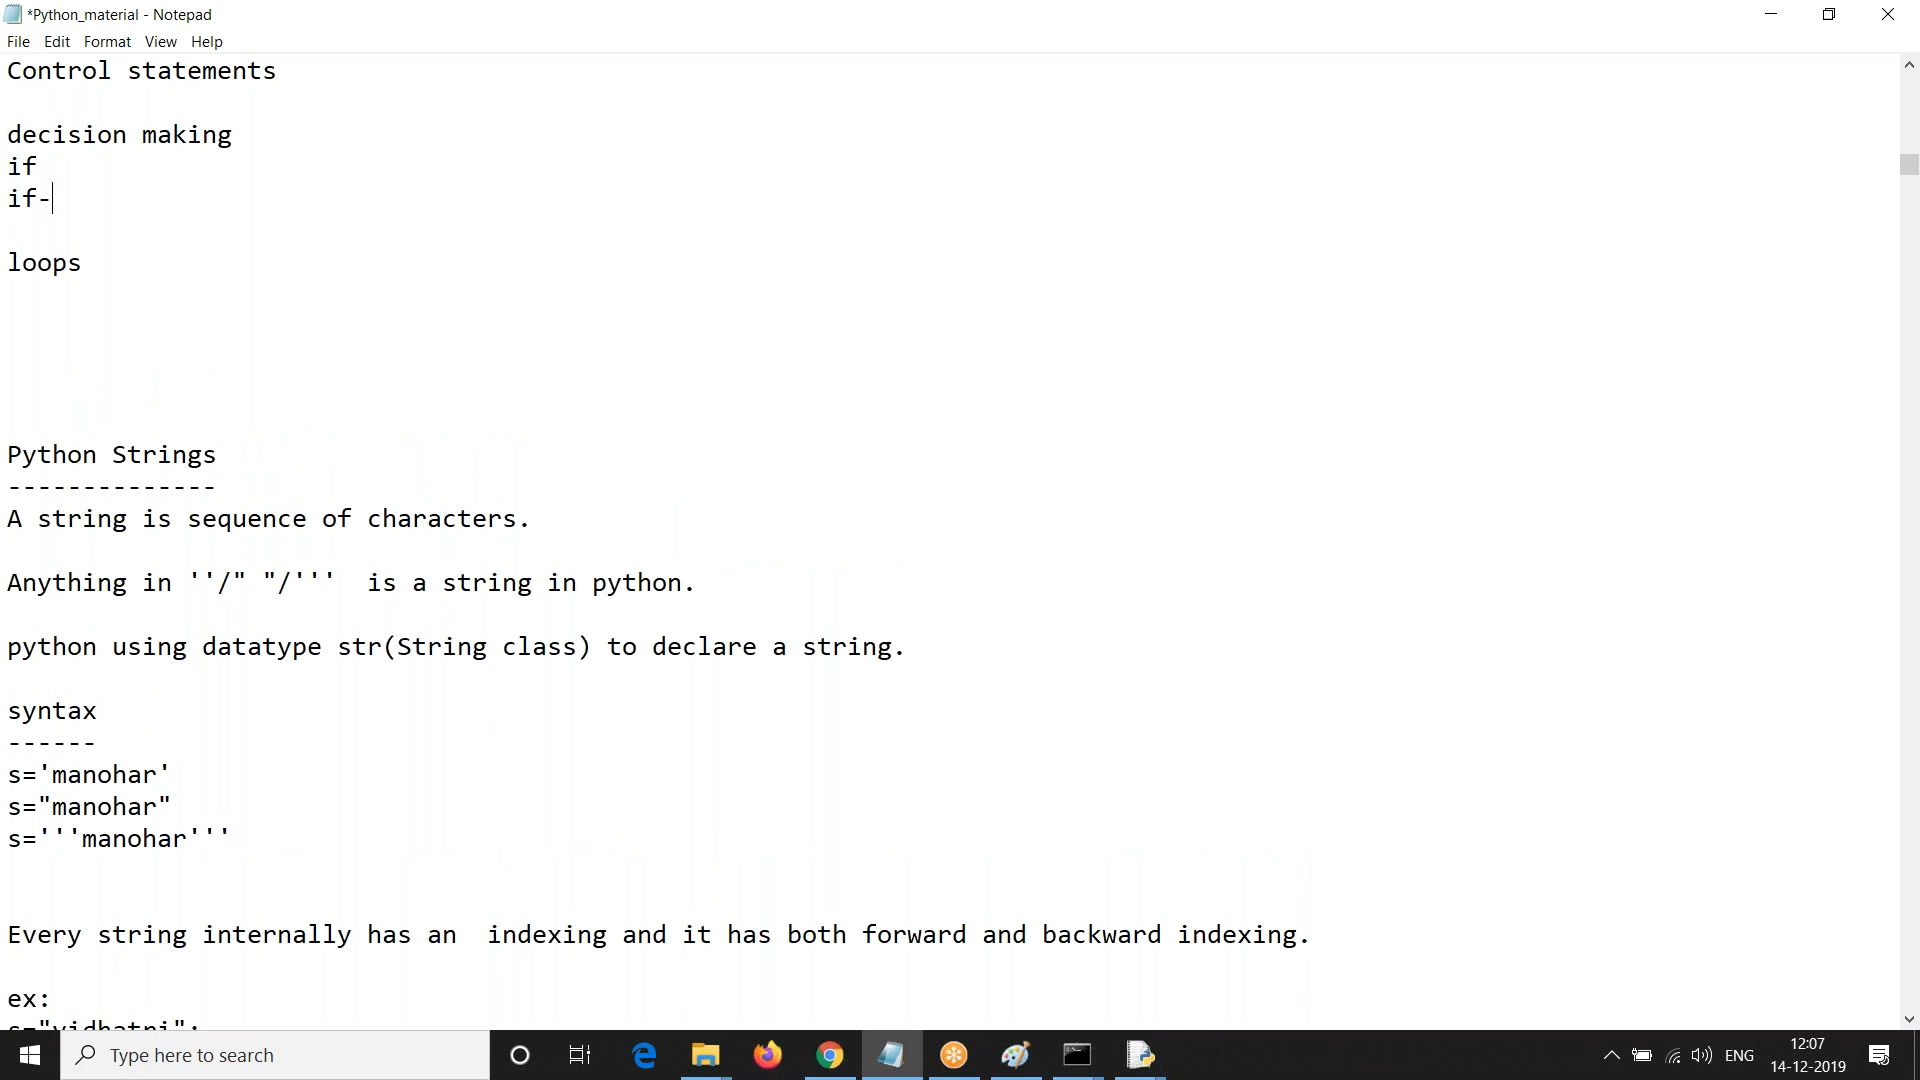 *Python_material - Notepad
File Edit Format View Help
Control statements
decision making
if
if-
loops
Python Strings
--------------
A string is sequence of characters.
Anything in ''/" "/'''  is a string in python.
python using datatype str(String class) to declare a string.
syntax
------
s='manohar'
s="manohar"
s='''manohar'''
Every string internally has an  indexing and it has both forward and backward indexing.
ex:
s="vidhatri";
Type here to search
ENG
12:07
14-12-2019